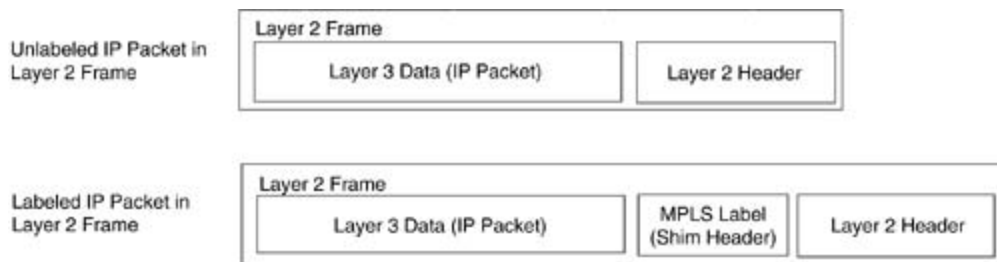 Unlabeled IP Packet in
Layer 2 Frame
Layer 2 Frame
Layer 3 Data (IP Packet)
Layer 2 Header
Labeled IP Packet in
Layer 2 Frame
Layer 2 Frame
Layer 3 Data (IP Packet)
MPLS Label
(Shim Header)
Layer 2 Header